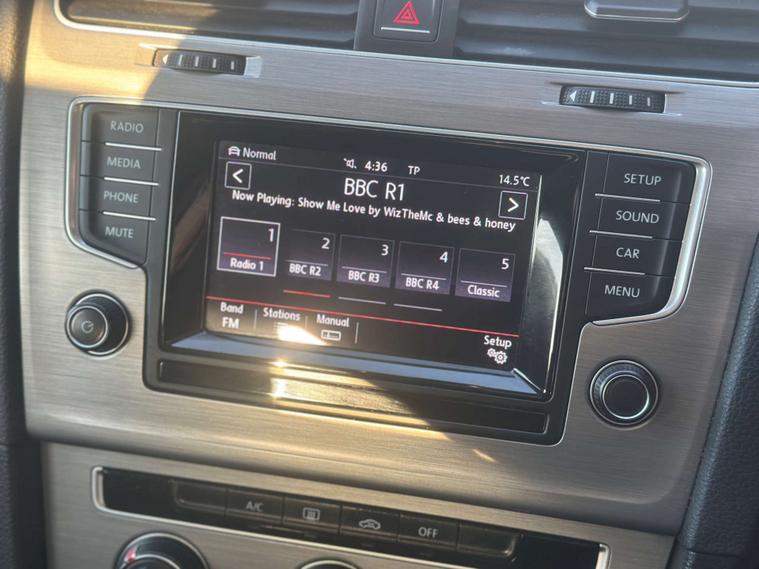 RADIO
MEDIA
PHONE
MUTE
Normal
4:36
TP
14.5°C
BBC R1
Now Playing: Show Me Love by WizTheMc & bees & honey
1
Radio 1
2
BBC R2
3
BBC R3
4
BBC R4
5
Classic
Band
FM
Stations
Manual
Setup
SETUP
SOUND
CAR
MENU
A/C
OFF